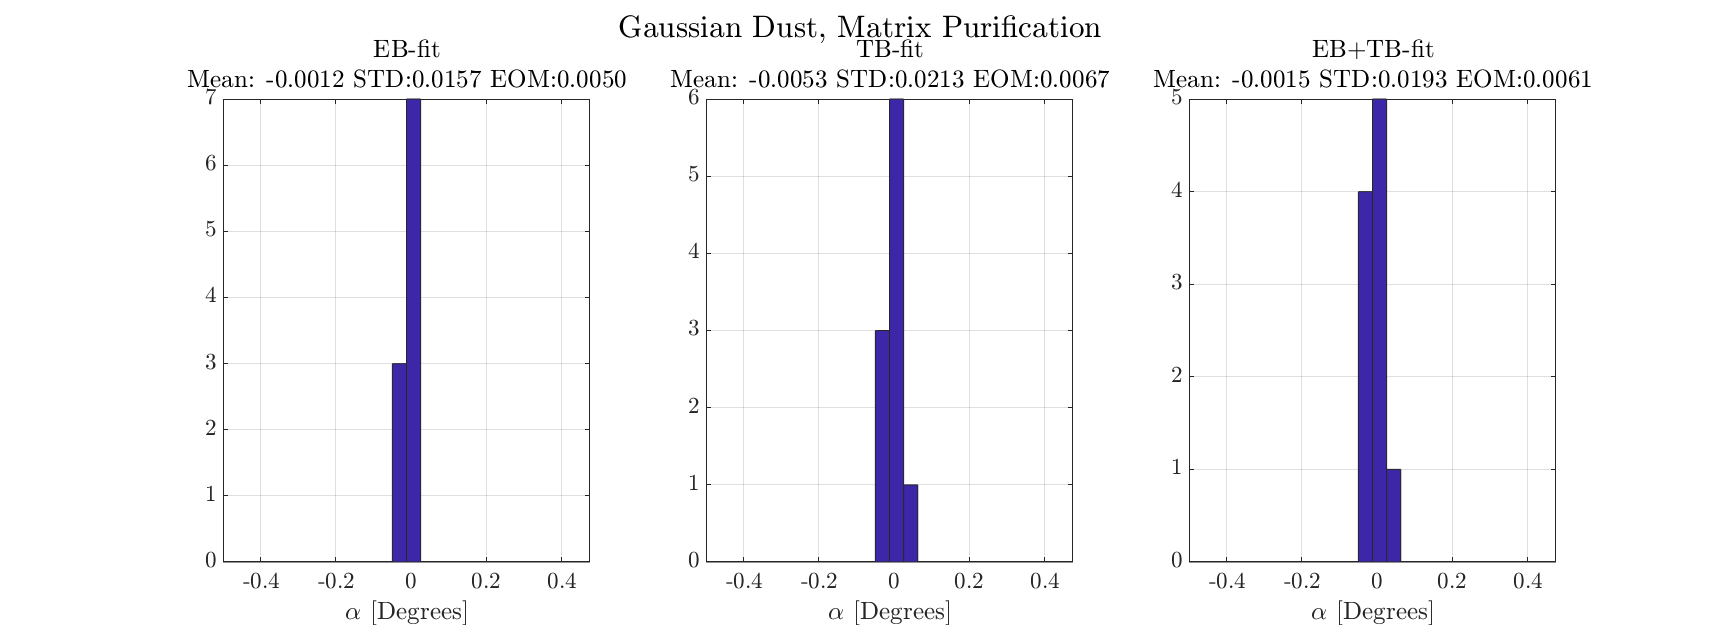 Gaussian Dust, Matrix Purification
EB-fit
Mean: -0.0012 STD:0.0157 EOM:0.0050
7
6
5
4
3
2
1
0
-0.4 -0.2 0 0.2 0.4
α [Degrees]
TB-fit
Mean: -0.0053 STD:0.0213 EOM:0.0067
6
5
4
3
2
1
0
-0.4 -0.2 0 0.2 0.4
α [Degrees]
EB+TB-fit
Mean: -0.0015 STD:0.0193 EOM:0.0061
5
4
3
2
1
0
-0.4 -0.2 0 0.2 0.4
α [Degrees]